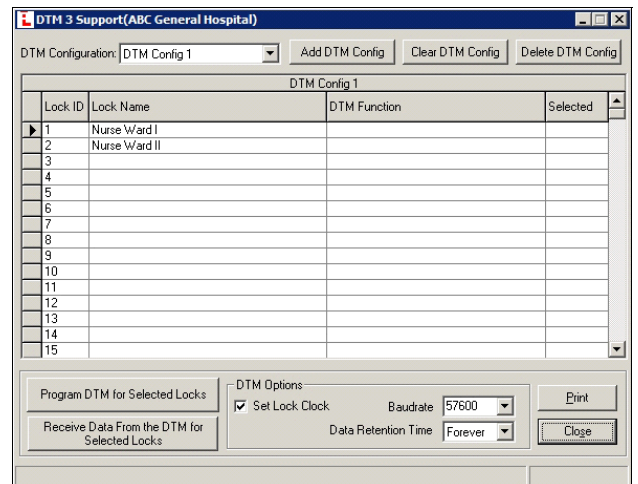 DTM 3 Support(ABC General Hospital)
DTM Configuration: DTM Config 1 Add DTM Config Clear DTM Config Delete DTM Config
DTM Config 1
Lock ID Lock Name DTM Function Selected
1 Nurse Ward I
2 Nurse Ward II
3
4
5
6
7
8
9
10
11
12
13
14
15
Program DTM for Selected Locks
Receive Data From the DTM for
Selected Locks
DTM Options
Set Lock Clock Baudrate 57600
Data Retention Time Forever
Print
Close